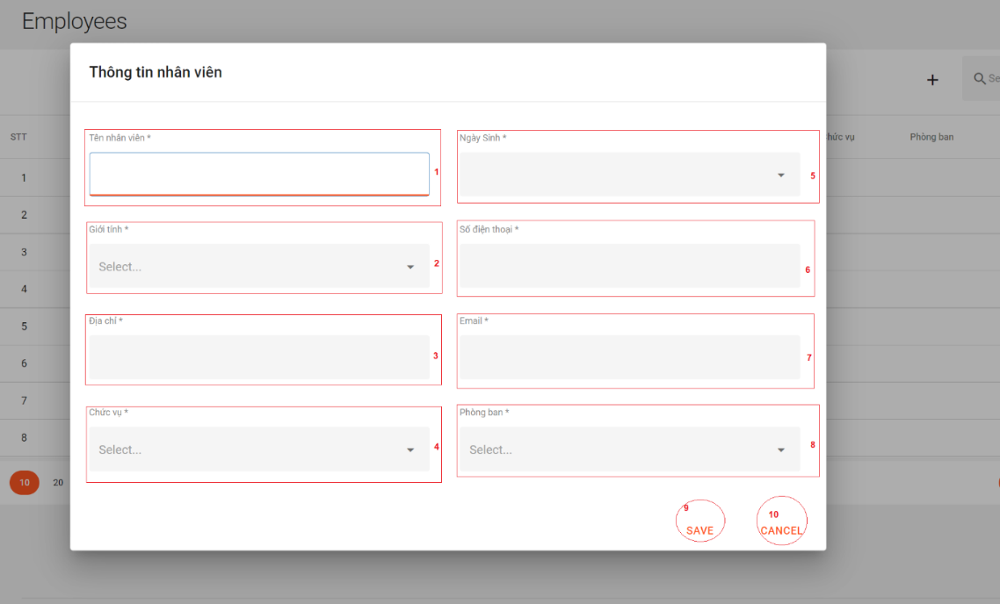 Employees
Thông tin nhân viên
+
Se
STT
hức vụ
Phòng ban
Tên nhân viên *
1
Ngày Sinh *
5
Giới tính *
Select...
2
Số điện thoại *
6
Địa chỉ *
3
Email *
7
Chức vụ *
Select...
4
Phòng ban *
Select...
8
1
2
3
4
5
6
7
8
10
20
9
SAVE
10
CANCEL